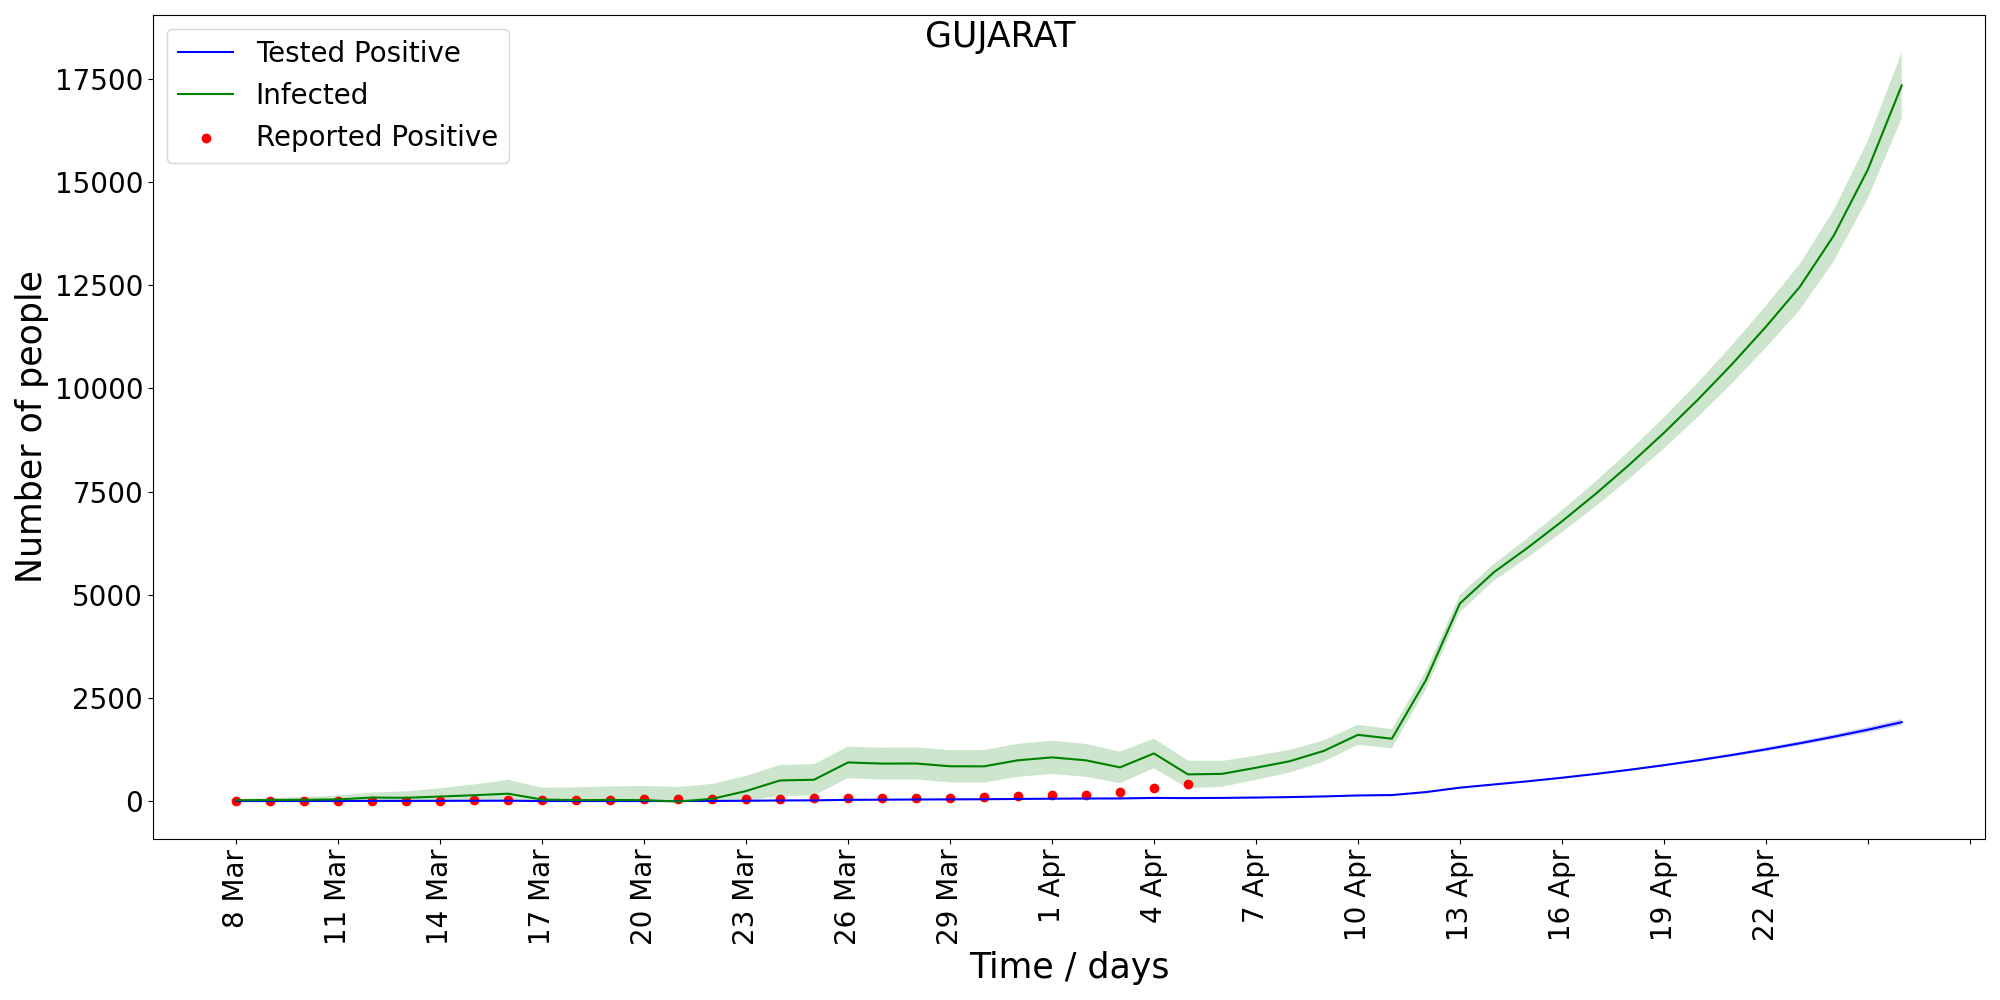 GUJARAT
Tested Positive
Infected
Reported Positive
Number of people
17500
15000
12500
10000
7500
5000
2500
0
8 Mar
11 Mar
14 Mar
17 Mar
20 Mar
23 Mar
26 Mar
29 Mar
1 Apr
4 Apr
7 Apr
10 Apr
13 Apr
16 Apr
19 Apr
22 Apr
Time / days